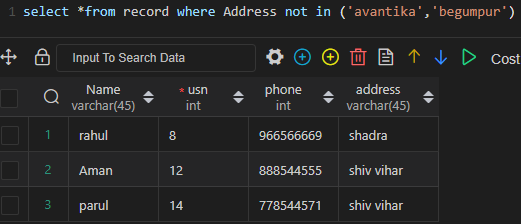 1 select *from record where Address not in ('avantika','begumpur')
Input To Search Data Cost
Name * usn phone address
varchar(45) int int varchar(45)
1 rahul 8 966566669 shadra
2 Aman 12 888544555 shiv vihar
3 parul 14 778544571 shiv vihar